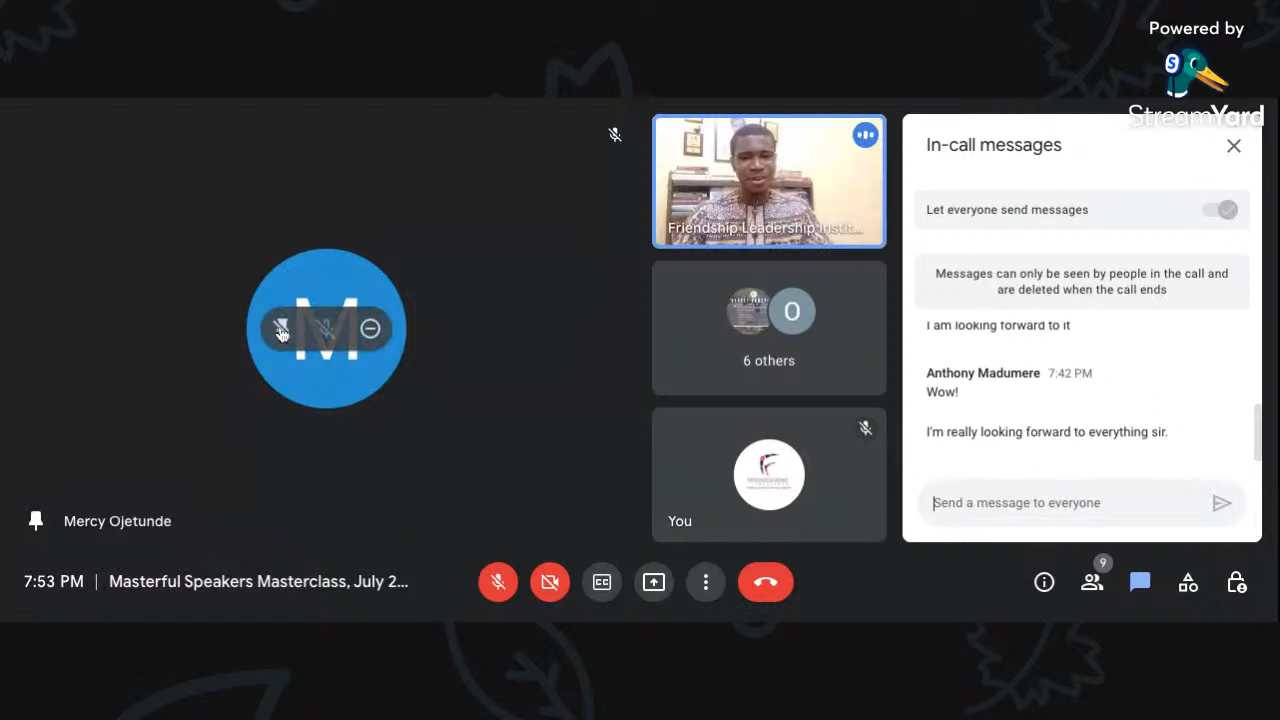 Powered by
StreamYard
M
Mercy Ojetunde
Friendship Leadership Instit...
O
6 others
You
In-call messages
Let everyone send messages
Messages can only be seen by people in the call and
are deleted when the call ends
I am looking forward to it
Anthony Madumere 7:42 PM
Wow!
I'm really looking forward to everything sir.
Send a message to everyone
7:53 PM | Masterful Speakers Masterclass, July 2...
9